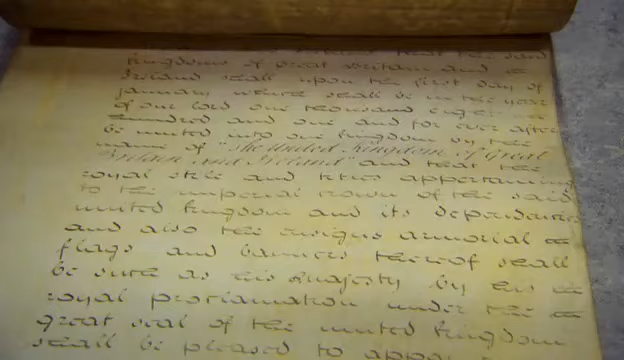 that the said
kingdoms of Great Britain and
Ireland shall upon the first day of
January which shall be in the year
of our lord one thousand eight
hundred and one and for ever after
be united into one kingdom by the
name of "The United Kingdom of Great
Britain and Ireland" and that the
royal stile and titles appertaining
to the imperial crown of the said
united kingdom and its dependencies
and also the ensigns armorial
flags and banners thereof shall
be such as his Majesty by his
royal proclamation under the
great seal of the united kingdom
shall be pleased to